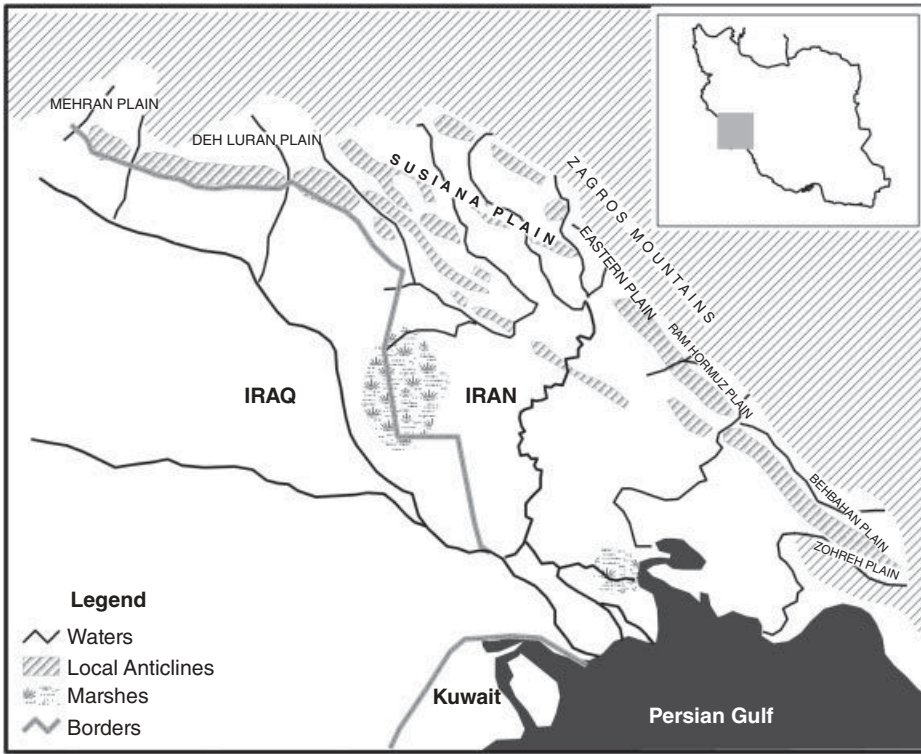 MEHRAN PLAIN
DEH LURAN PLAIN
SUSIANA PLAIN
ZAGROS MOUNTAINS
EASTERN PLAIN
RAM HORMUZ PLAIN
IRAQ
IRAN
BEHBAHAN PLAIN
ZOHREH PLAIN
Legend
Waters
Local Anticlines
Marshes
Borders
Kuwait
Persian Gulf